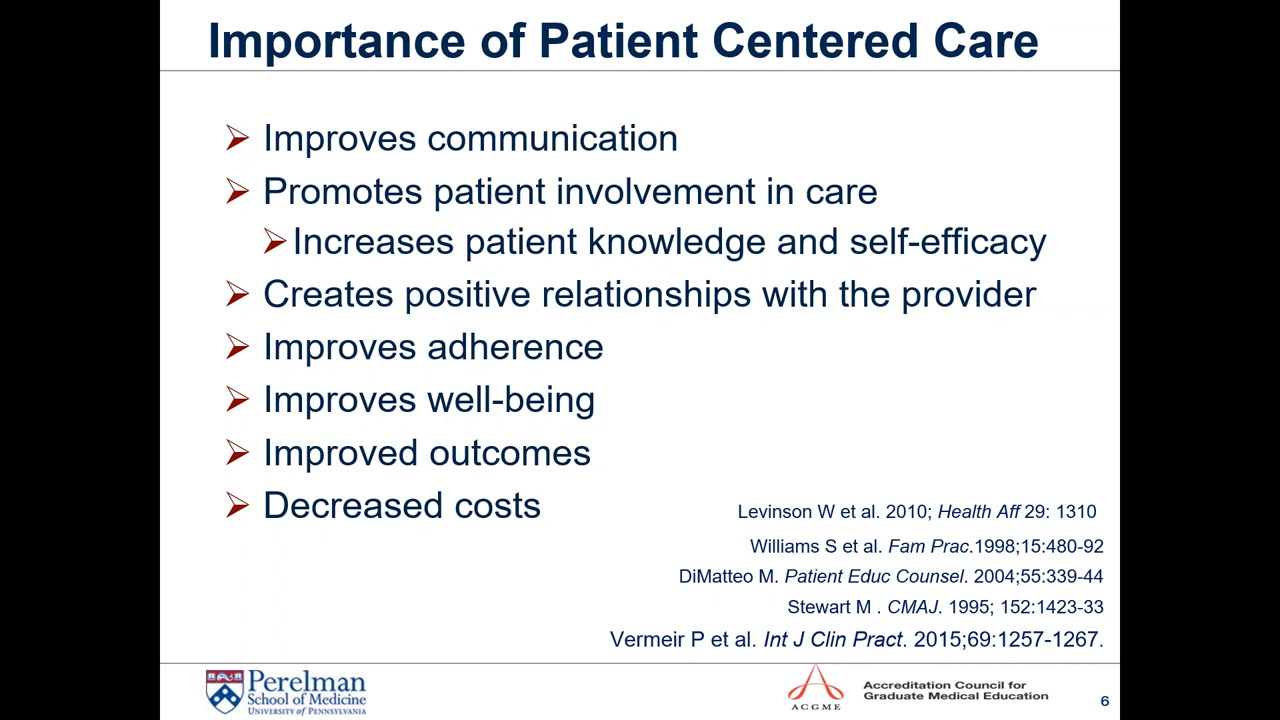 Importance of Patient Centered Care
➢ Improves communication
➢ Promotes patient involvement in care
➢Increases patient knowledge and self-efficacy
➢ Creates positive relationships with the provider
➢ Improves adherence
➢ Improves well-being
➢ Improved outcomes
➢ Decreased costs
Levinson W et al. 2010; Health Aff 29: 1310
Williams S et al. Fam Prac.1998;15:480-92
DiMatteo M. Patient Educ Counsel. 2004;55:339-44
Stewart M . CMAJ. 1995; 152:1423-33
Vermeir P et al. Int J Clin Pract. 2015;69:1257-1267.
Perelman
School of Medicine
University of Pennsylvania
ACGME
Accreditation Council for
Graduate Medical Education
6